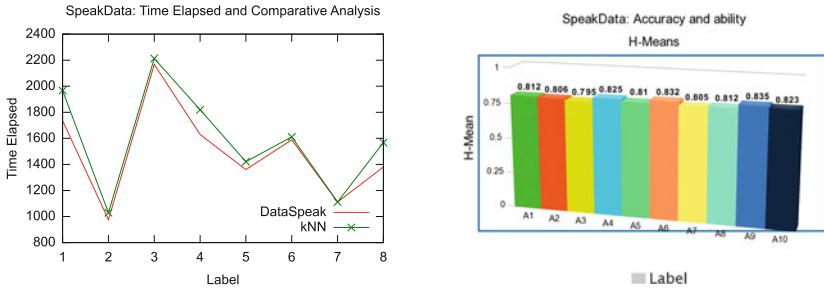 SpeakData: Time Elapsed and Comparative Analysis
2400
2200
2000
1800
1600
1400
1200
1000
800
Time Elapsed
DataSpeak
kNN
1 2 3 4 5 6 7 8
Label
SpeakData: Accuracy and ability
H-Means
1
0.75
0.5
0.25
0
H-Mean
0.812 0.806 0.795 0.825 0.81 0.832 0.805 0.812 0.835 0.823
A1 A2 A3 A4 A5 A6 A7 A8 A9 A10
Label